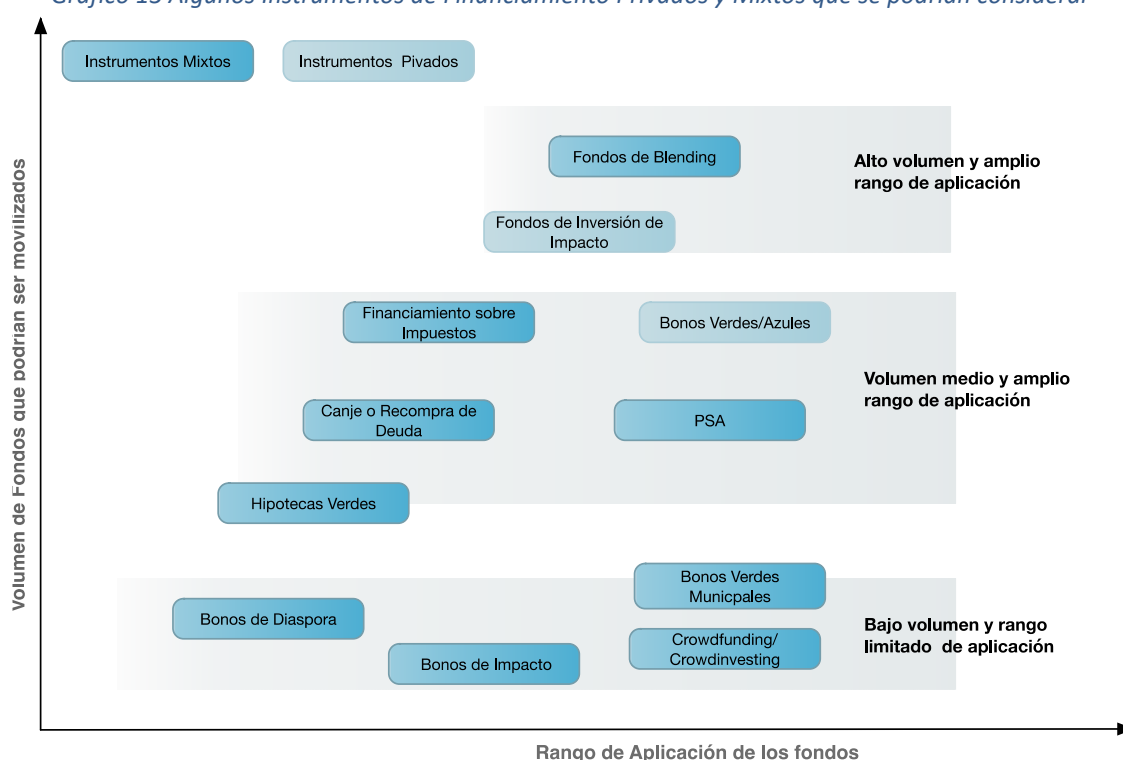 Gráfico 13 Algunos Instrumentos de Financiamiento Privados y Mixtos que se podrían considerar
Instrumentos Mixtos
Instrumentos Pivados
Fondos de Blending
Alto volumen y amplio
rango de aplicación
Fondos de Inversión de
Impacto
Financiamiento sobre
Impuestos
Bonos Verdes/Azules
Volumen medio y amplio
rango de aplicación
Canje o Recompra de
Deuda
PSA
Hipotecas Verdes
Bonos Verdes
Municpales
Bonos de Diaspora
Bajo volumen y rango
limitado de aplicación
Crowdfunding/
Crowdinvesting
Bonos de Impacto
Volumen de Fondos que podrían ser movilizados
Rango de Aplicación de los fondos